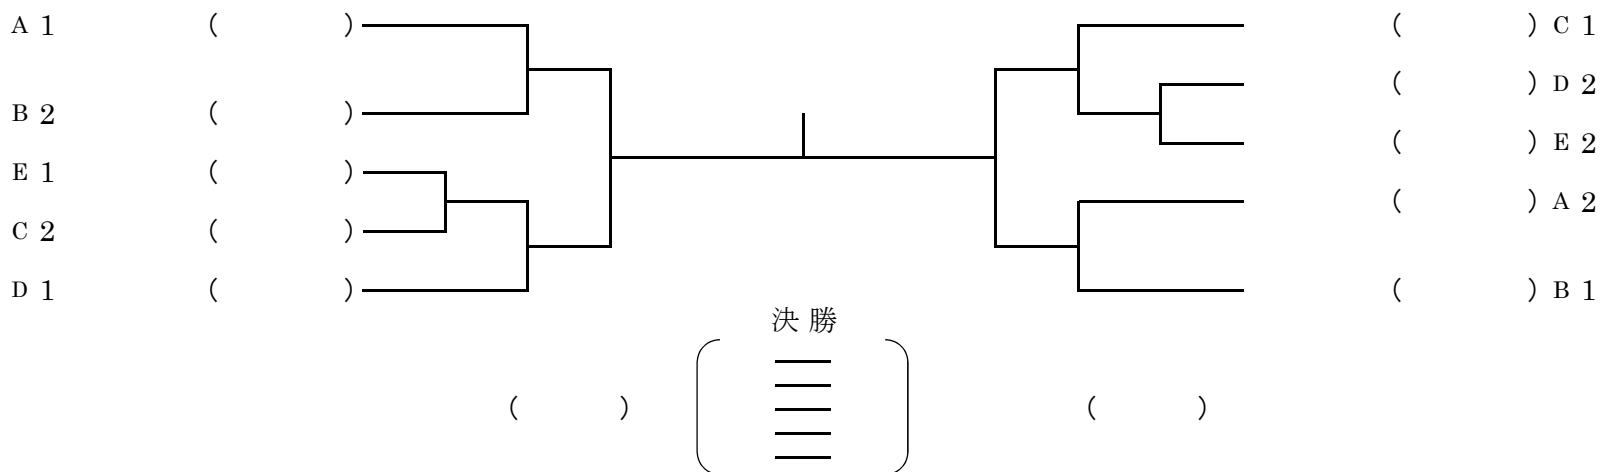 A 1 ( ) ( ) C 1
( ) D 2
B 2 ( ) ( ) E 2
E 1 ( ) ( ) A 2
C 2 ( )
D 1 ( ) ( ) B 1
決 勝
( ) ( ) ( )